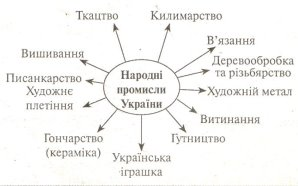 Ткацтво
Килимарство
Вишивання
В'язання
Писанкарство
Деревообробка
та різьбярство
Художнє
плетіння
Народні
промисли
України
Художній метал
Витинання
Гончарство
(кераміка)
Гутництво
Українська
іграшка